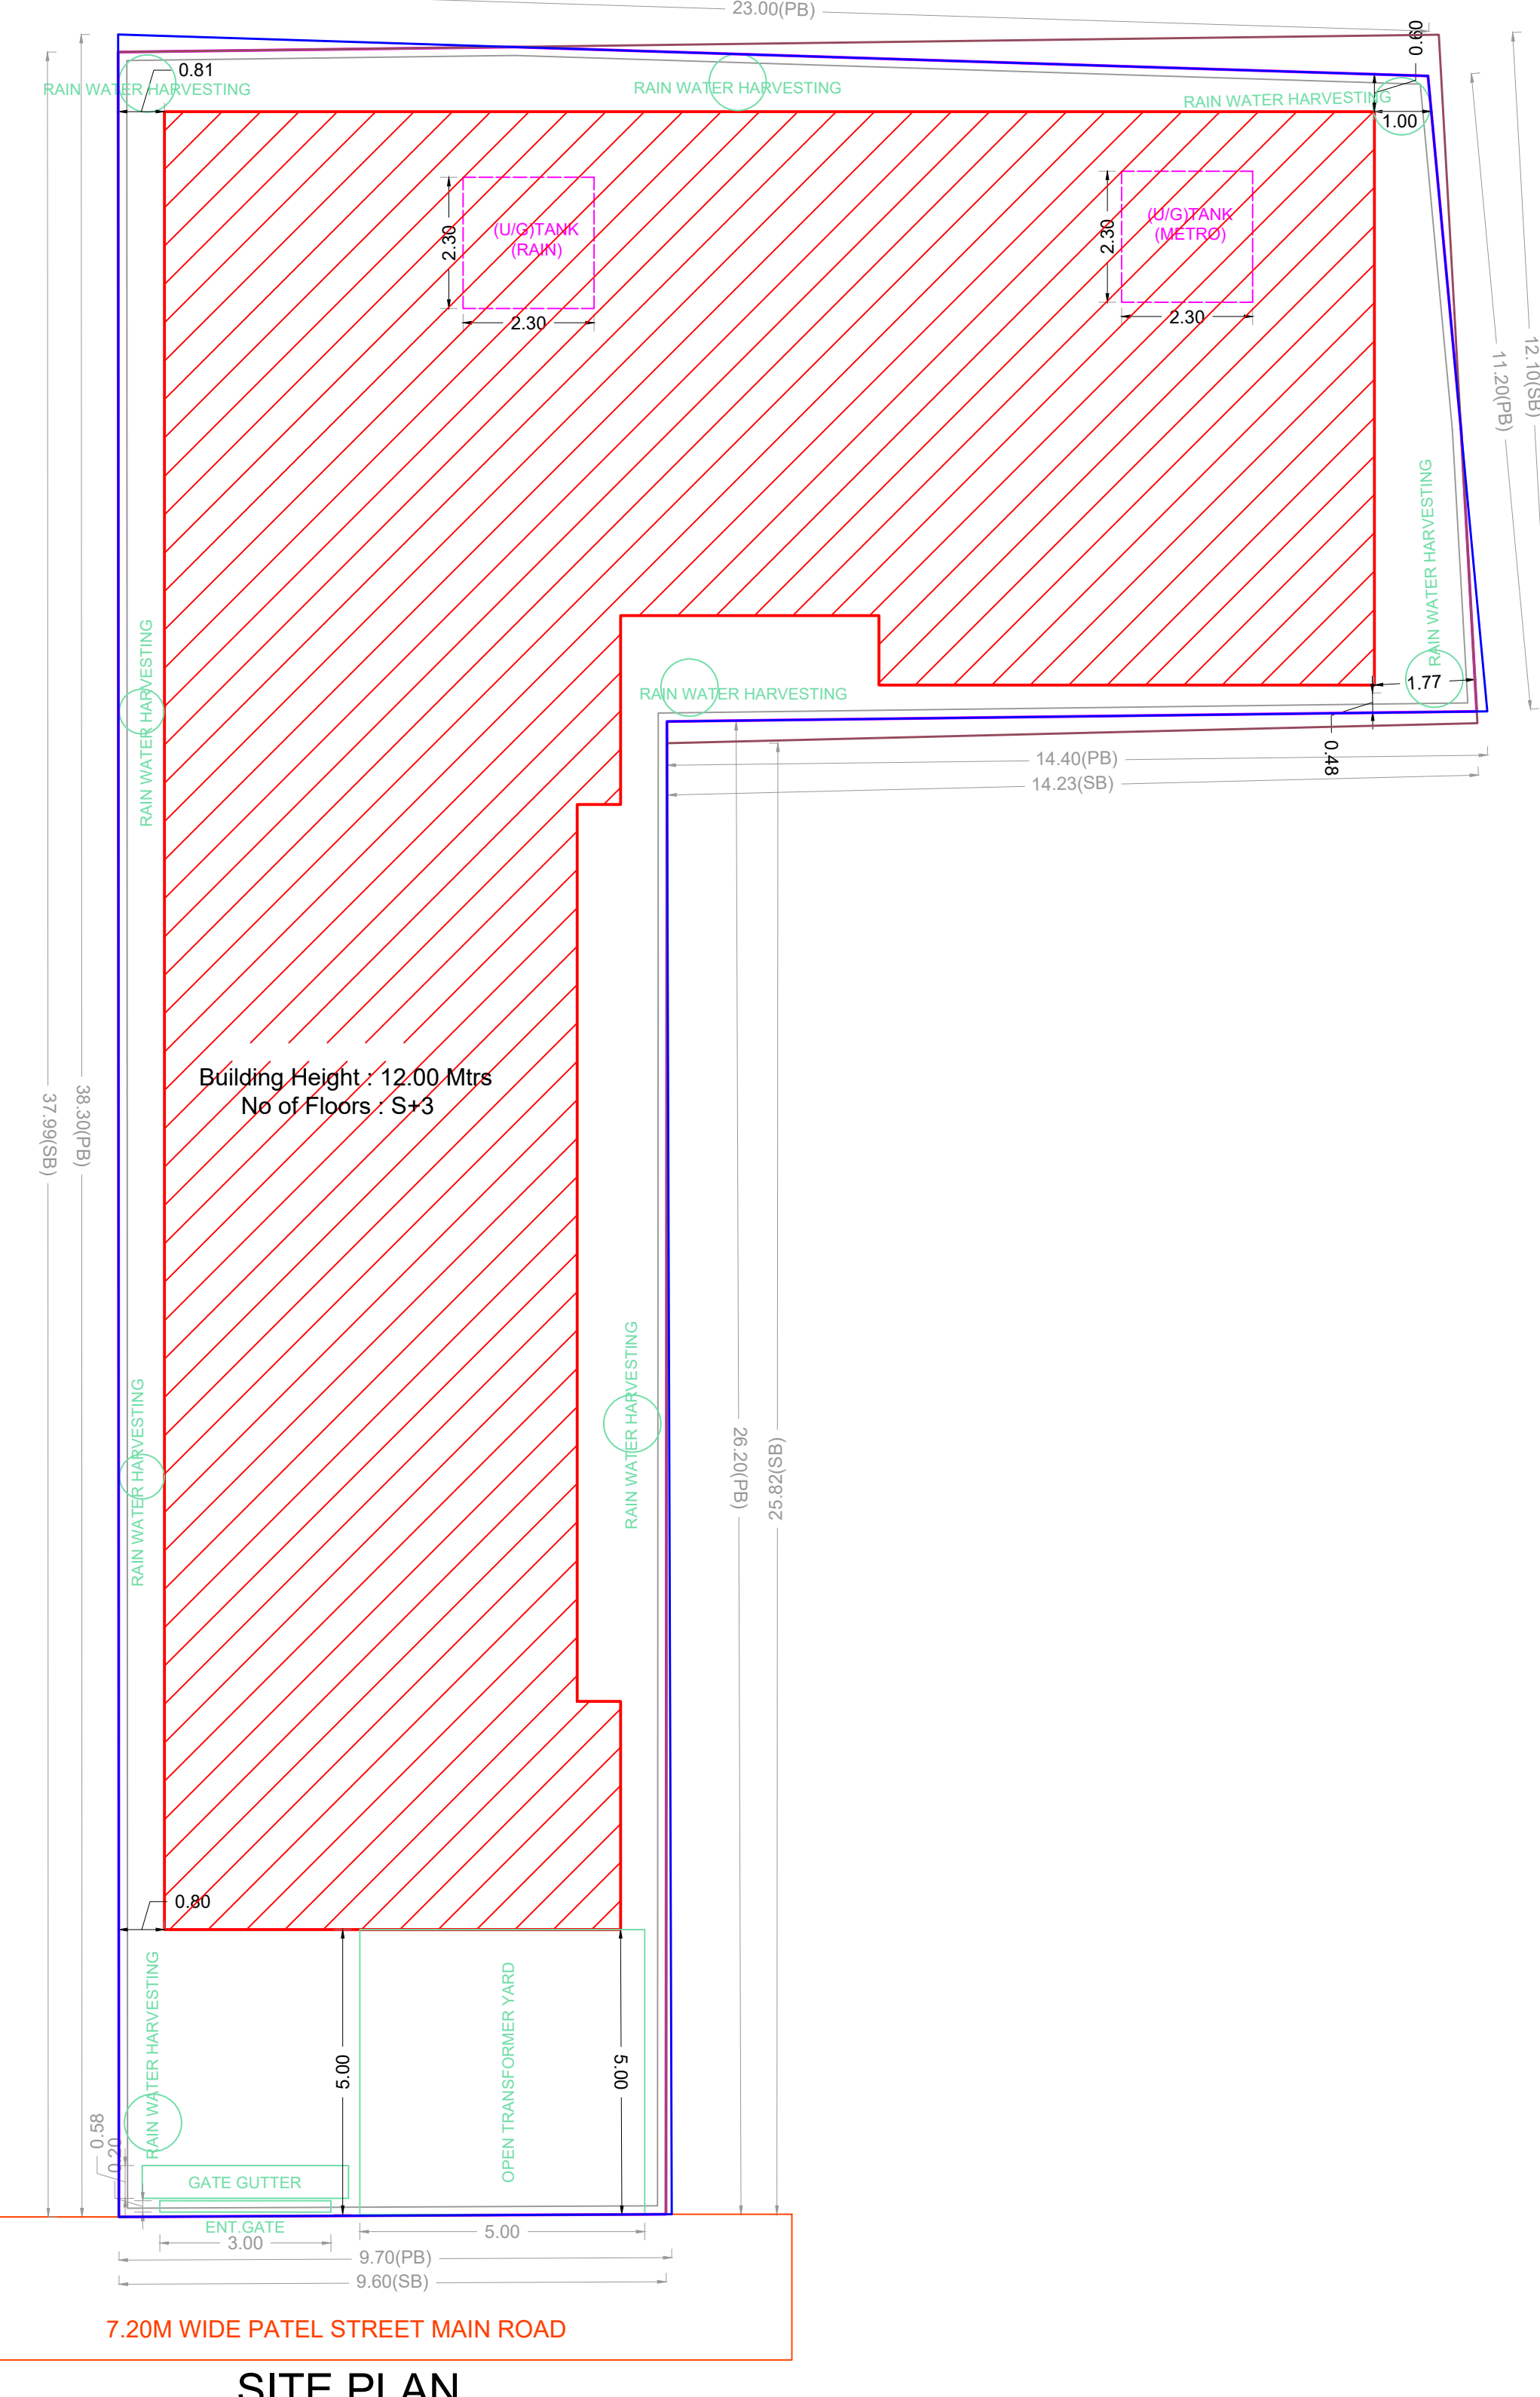 23.00(PB)
0.60
0.81
RAIN WATER HARVESTING
RAIN WATER HARVESTING
RAIN WATER HARVESTING
1.00
2.30
(U/G)TANK
(RAIN)
2.30
2.30
(U/G)TANK
(METRO)
2.30
12.10(SB)
11.20(PB)
RAIN WATER HARVESTING
RAIN WATER HARVESTING
RAIN WATER HARVESTING
1.77
0.48
14.40(PB)
14.23(SB)
Building Height : 12.00 Mtrs
No of Floors : S+3
37.99(SB)
38.30(PB)
RAIN WATER HARVESTING
RAIN WATER HARVESTING
26.20(PB)
25.82(SB)
0.80
RAIN WATER HARVESTING
5.00
OPEN TRANSFORMER YARD
5.00
0.58
0.20
GATE GUTTER
ENT.GATE
3.00
5.00
9.70(PB)
9.60(SB)
7.20M WIDE PATEL STREET MAIN ROAD
SITE PLAN